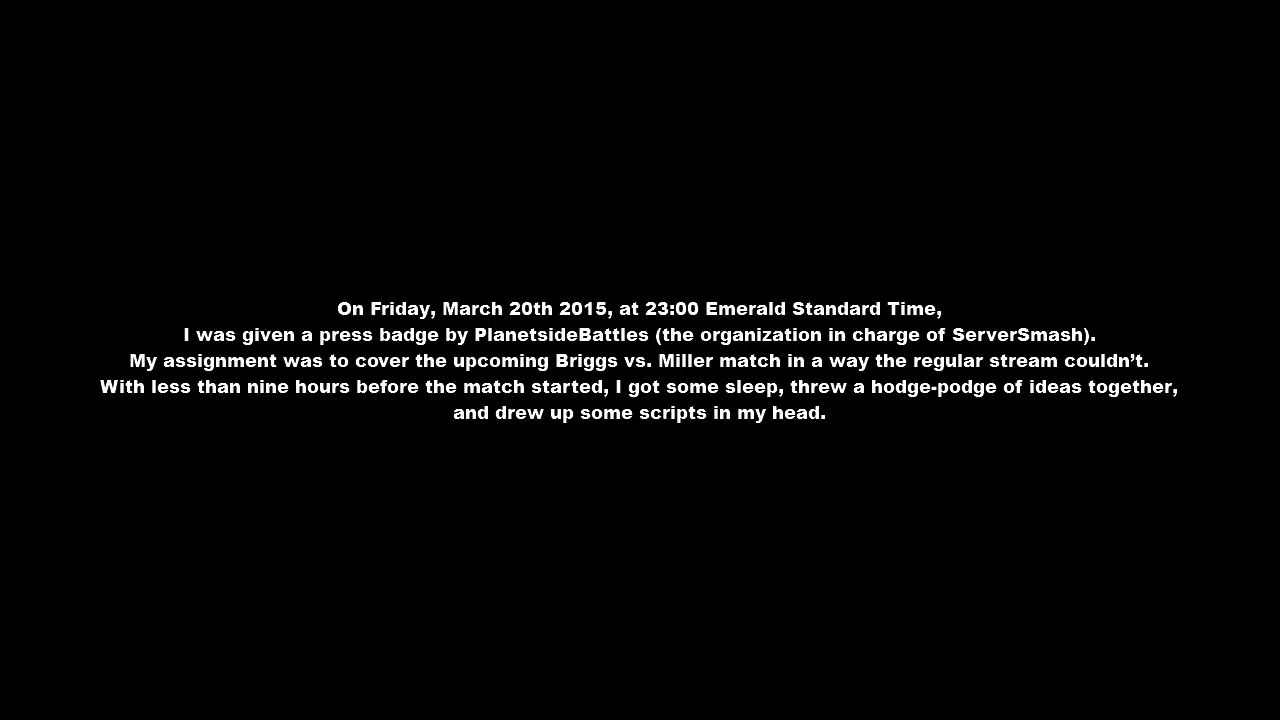 On Friday, March 20th 2015, at 23:00 Emerald Standard Time,
I was given a press badge by PlanetsideBattles (the organization in charge of ServerSmash).
My assignment was to cover the upcoming Briggs vs. Miller match in a way the regular stream couldn’t.
With less than nine hours before the match started, I got some sleep, threw a hodge-podge of ideas together,
and drew up some scripts in my head.